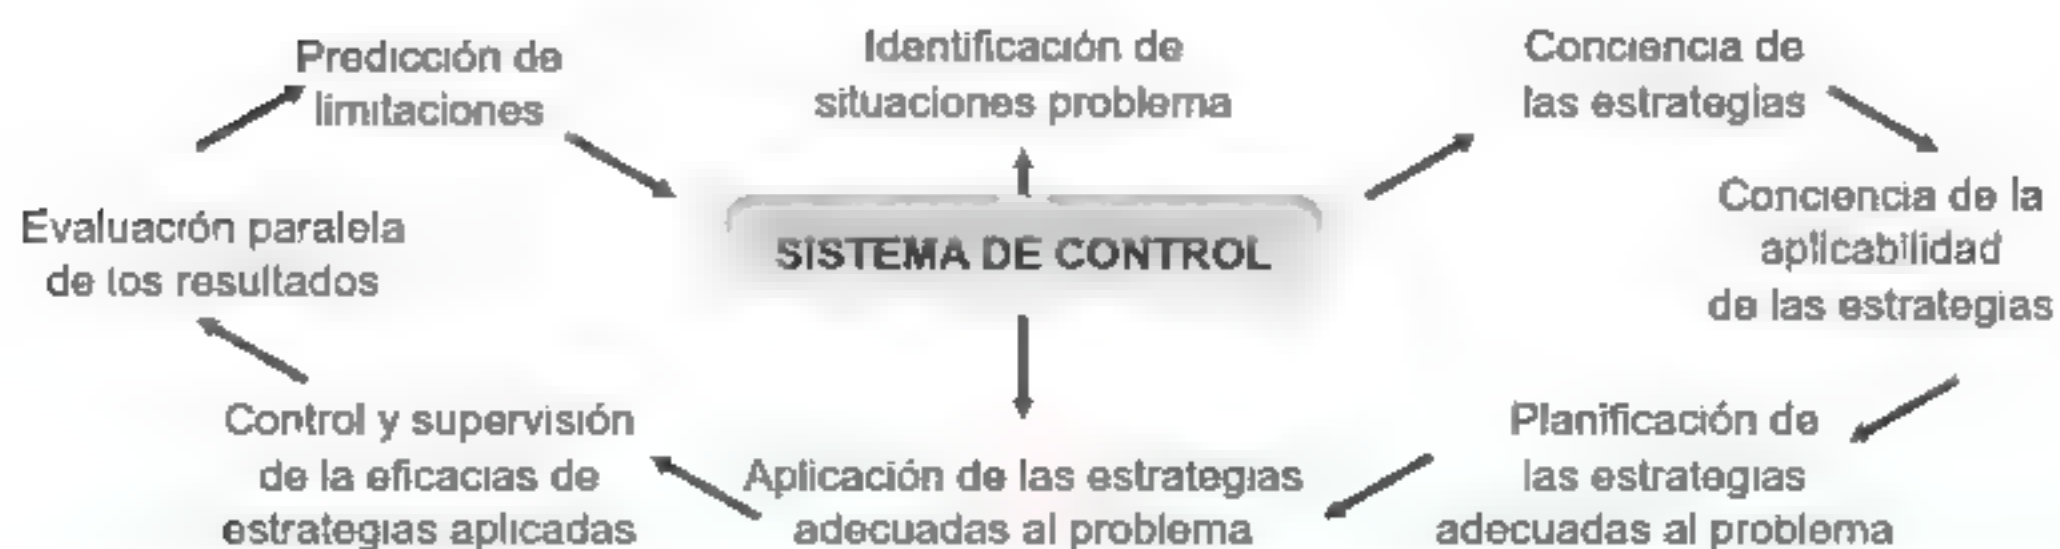 Predicción de
limitaciones
Identificación de
situaciones problema
Conciencia de
las estrategias
Conciencia de la
aplicabilidad
de las estrategias
Evaluación paralela
de los resultados
SISTEMA DE CONTROL
Control y supervisión
de la eficacias de
estrategias aplicadas
Aplicación de las estrategias
adecuadas al problema
Planificación de
las estrategias
adecuadas al problema